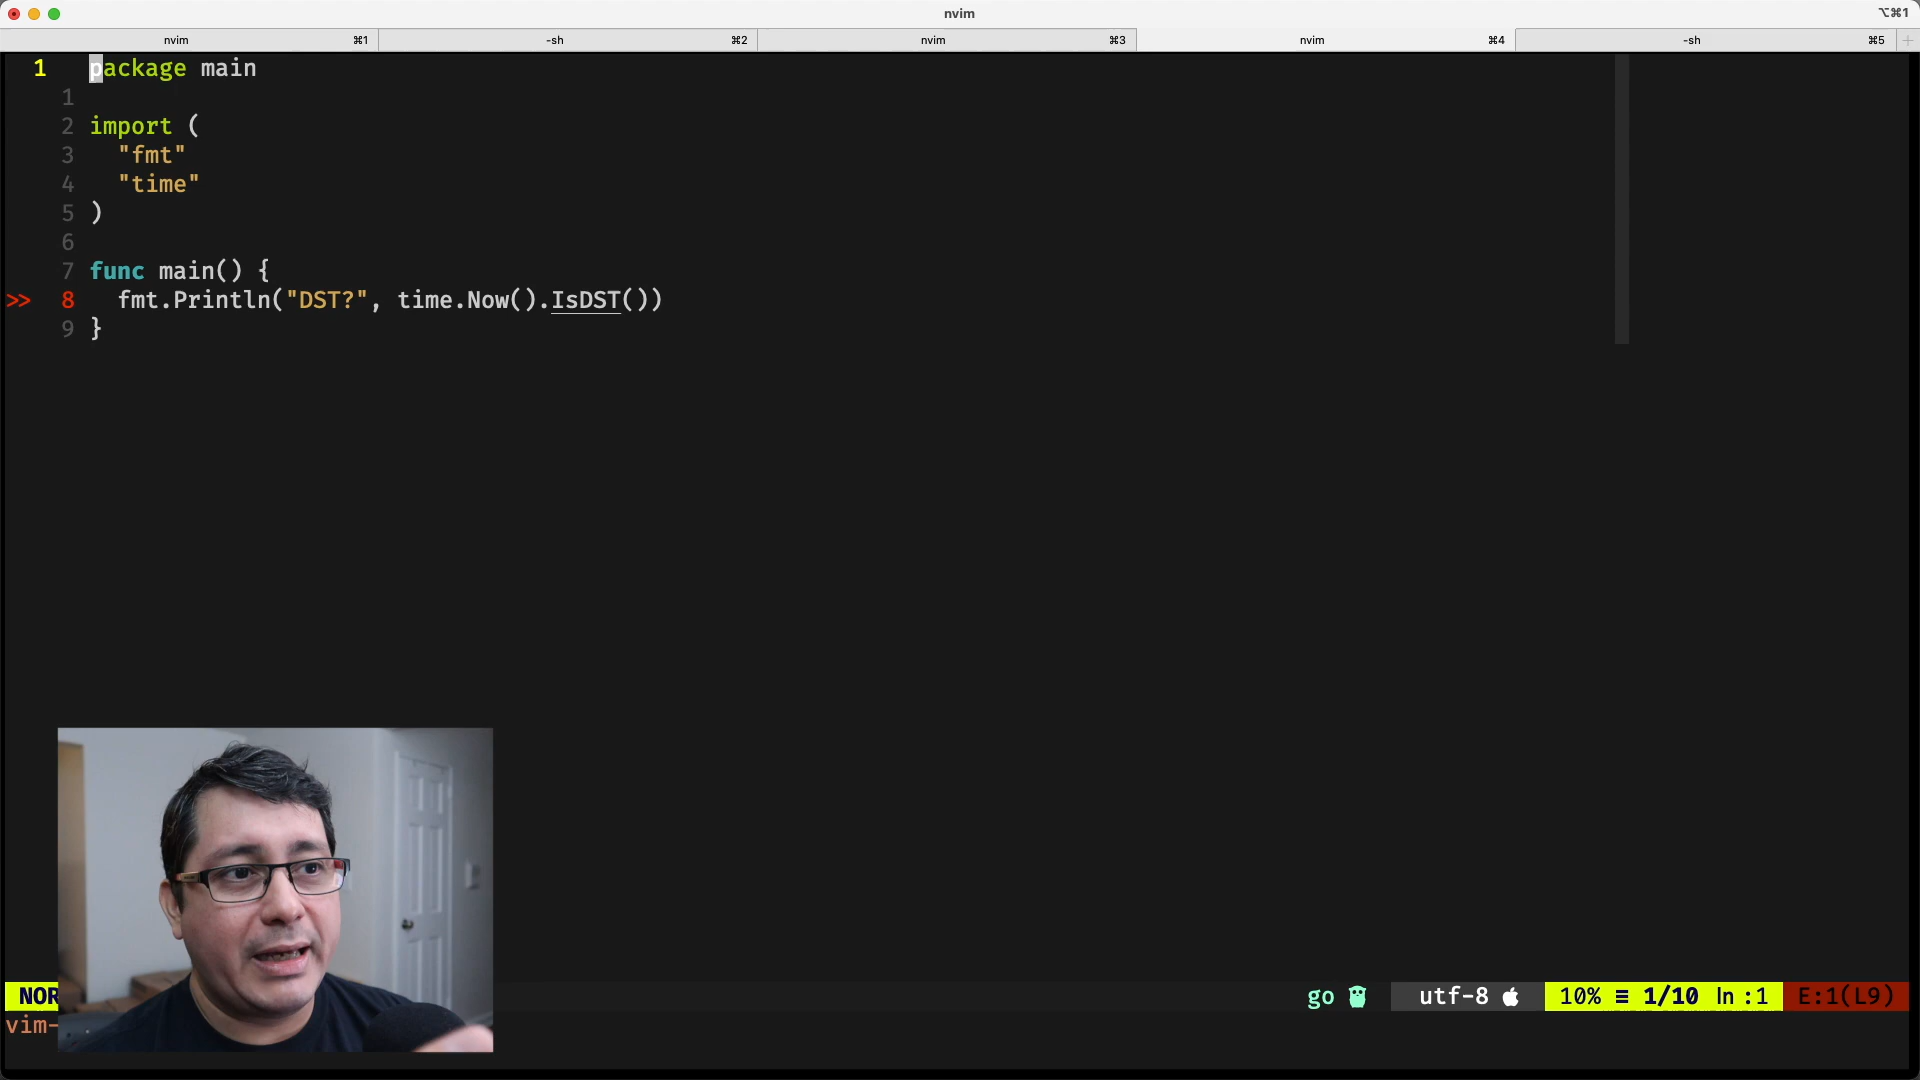 nvim
⌥⌘1
nvim ⌘1 -sh ⌘2 nvim ⌘3 nvim ⌘4 -sh ⌘5 +
1 package main
1
2 import (
3 "fmt"
4 "time"
5 )
6
7 func main() {
>> 8 fmt.Println("DST?", time.Now().IsDST())
9 }
NOR go utf-8 10% ≡ 1/10 ln :1 E:1(L9)
vim-